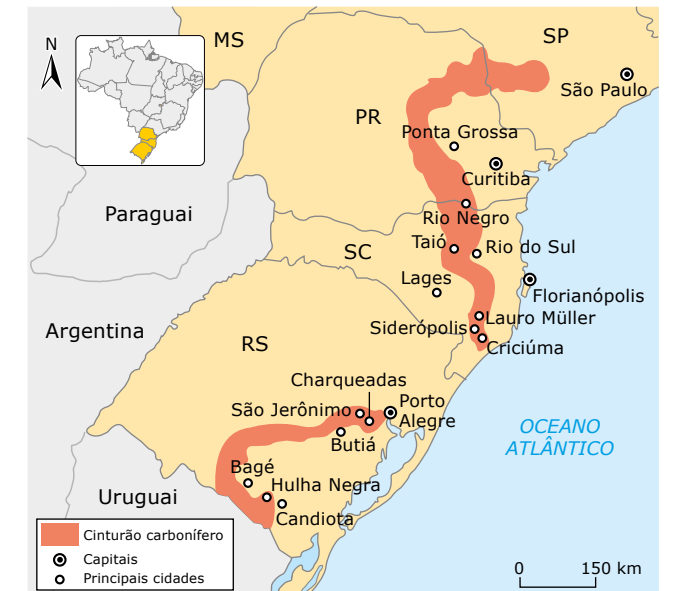 MS
SP
N
São Paulo
PR
Ponta Grossa
Curitiba
Paraguai
Rio Negro
Taió
Rio do Sul
SC
Lages
Florianópolis
Lauro Müller
Siderópolis
Criciúma
Argentina
RS
Charqueadas
São Jerônimo
Porto
Alegre
Butiá
OCEANO
ATLÂNTICO
Bagé
Hulha Negra
Uruguai
Candiota
Cinturão carbonífero
Capitais
Principais cidades
0 150 km